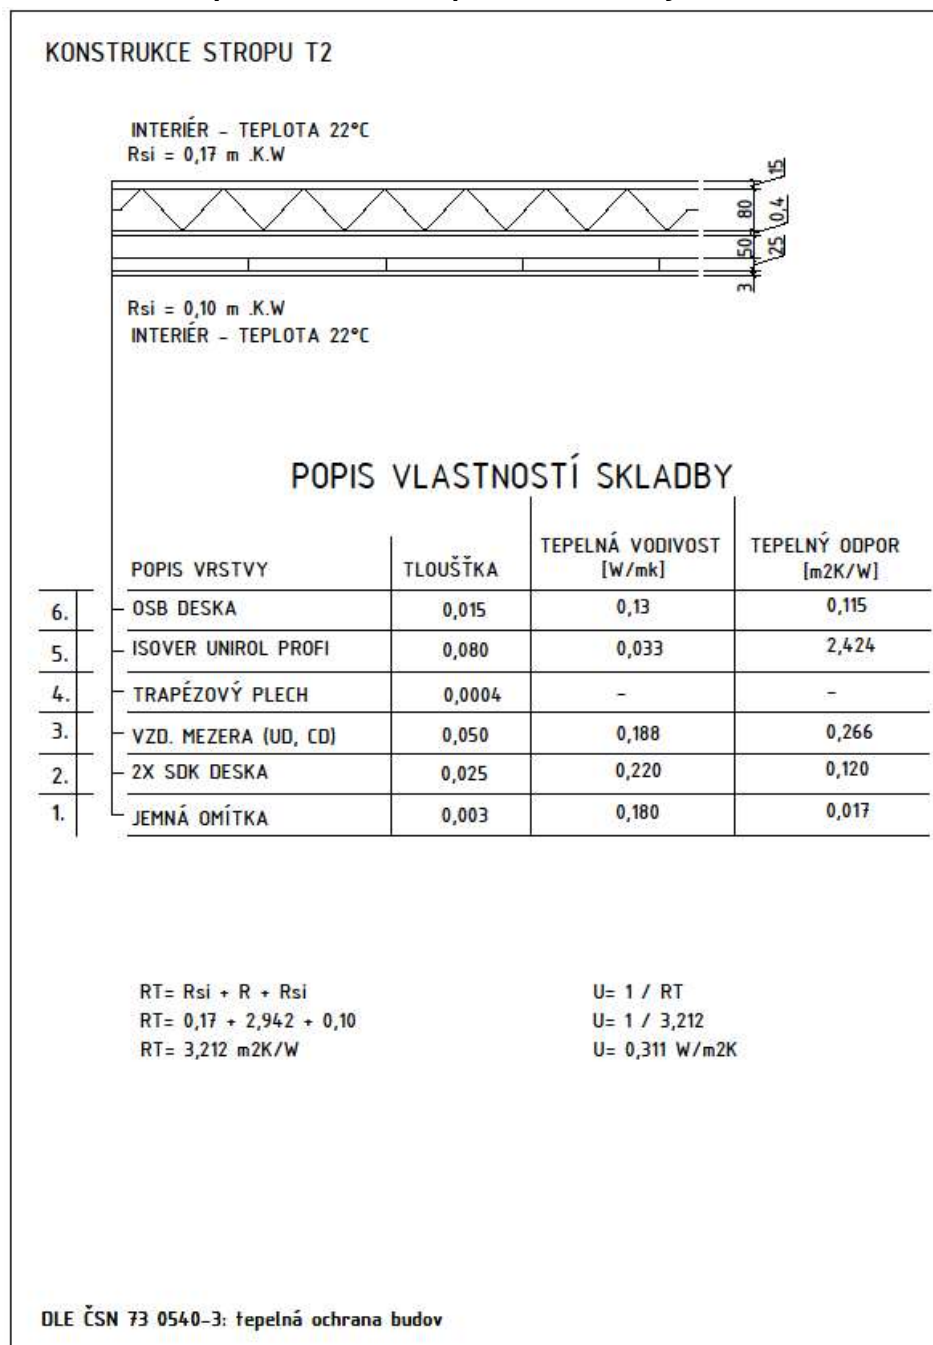 KONSTRUKCE STROPU T2
INTERIÉR - TEPLOTA 22°C
Rsi = 0,17 m .K.W
15
80
0,4
50
25
3
Rsi = 0,10 m .K.W
INTERIÉR - TEPLOTA 22°C
POPIS VLASTNOSTÍ SKLADBY
POPIS VRSTVY TLOUŠŤKA TEPELNÁ VODIVOST [W/mk] TEPELNÝ ODPOR [m2K/W]
6. OSB DESKA 0,015 0,13 0,115
5. ISOVER UNIROL PROFI 0,080 0,033 2,424
4. TRAPÉZOVÝ PLECH 0,0004 - -
3. VZD. MEZERA (UD, CD) 0,050 0,188 0,266
2. 2X SDK DESKA 0,025 0,220 0,120
1. JEMNÁ OMÍTKA 0,003 0,180 0,017
RT= Rsi + R + Rsi U= 1 / RT
RT= 0,17 + 2,942 + 0,10 U= 1 / 3,212
RT= 3,212 m2K/W U= 0,311 W/m2K
DLE ČSN 73 0540-3: tepelná ochrana budov